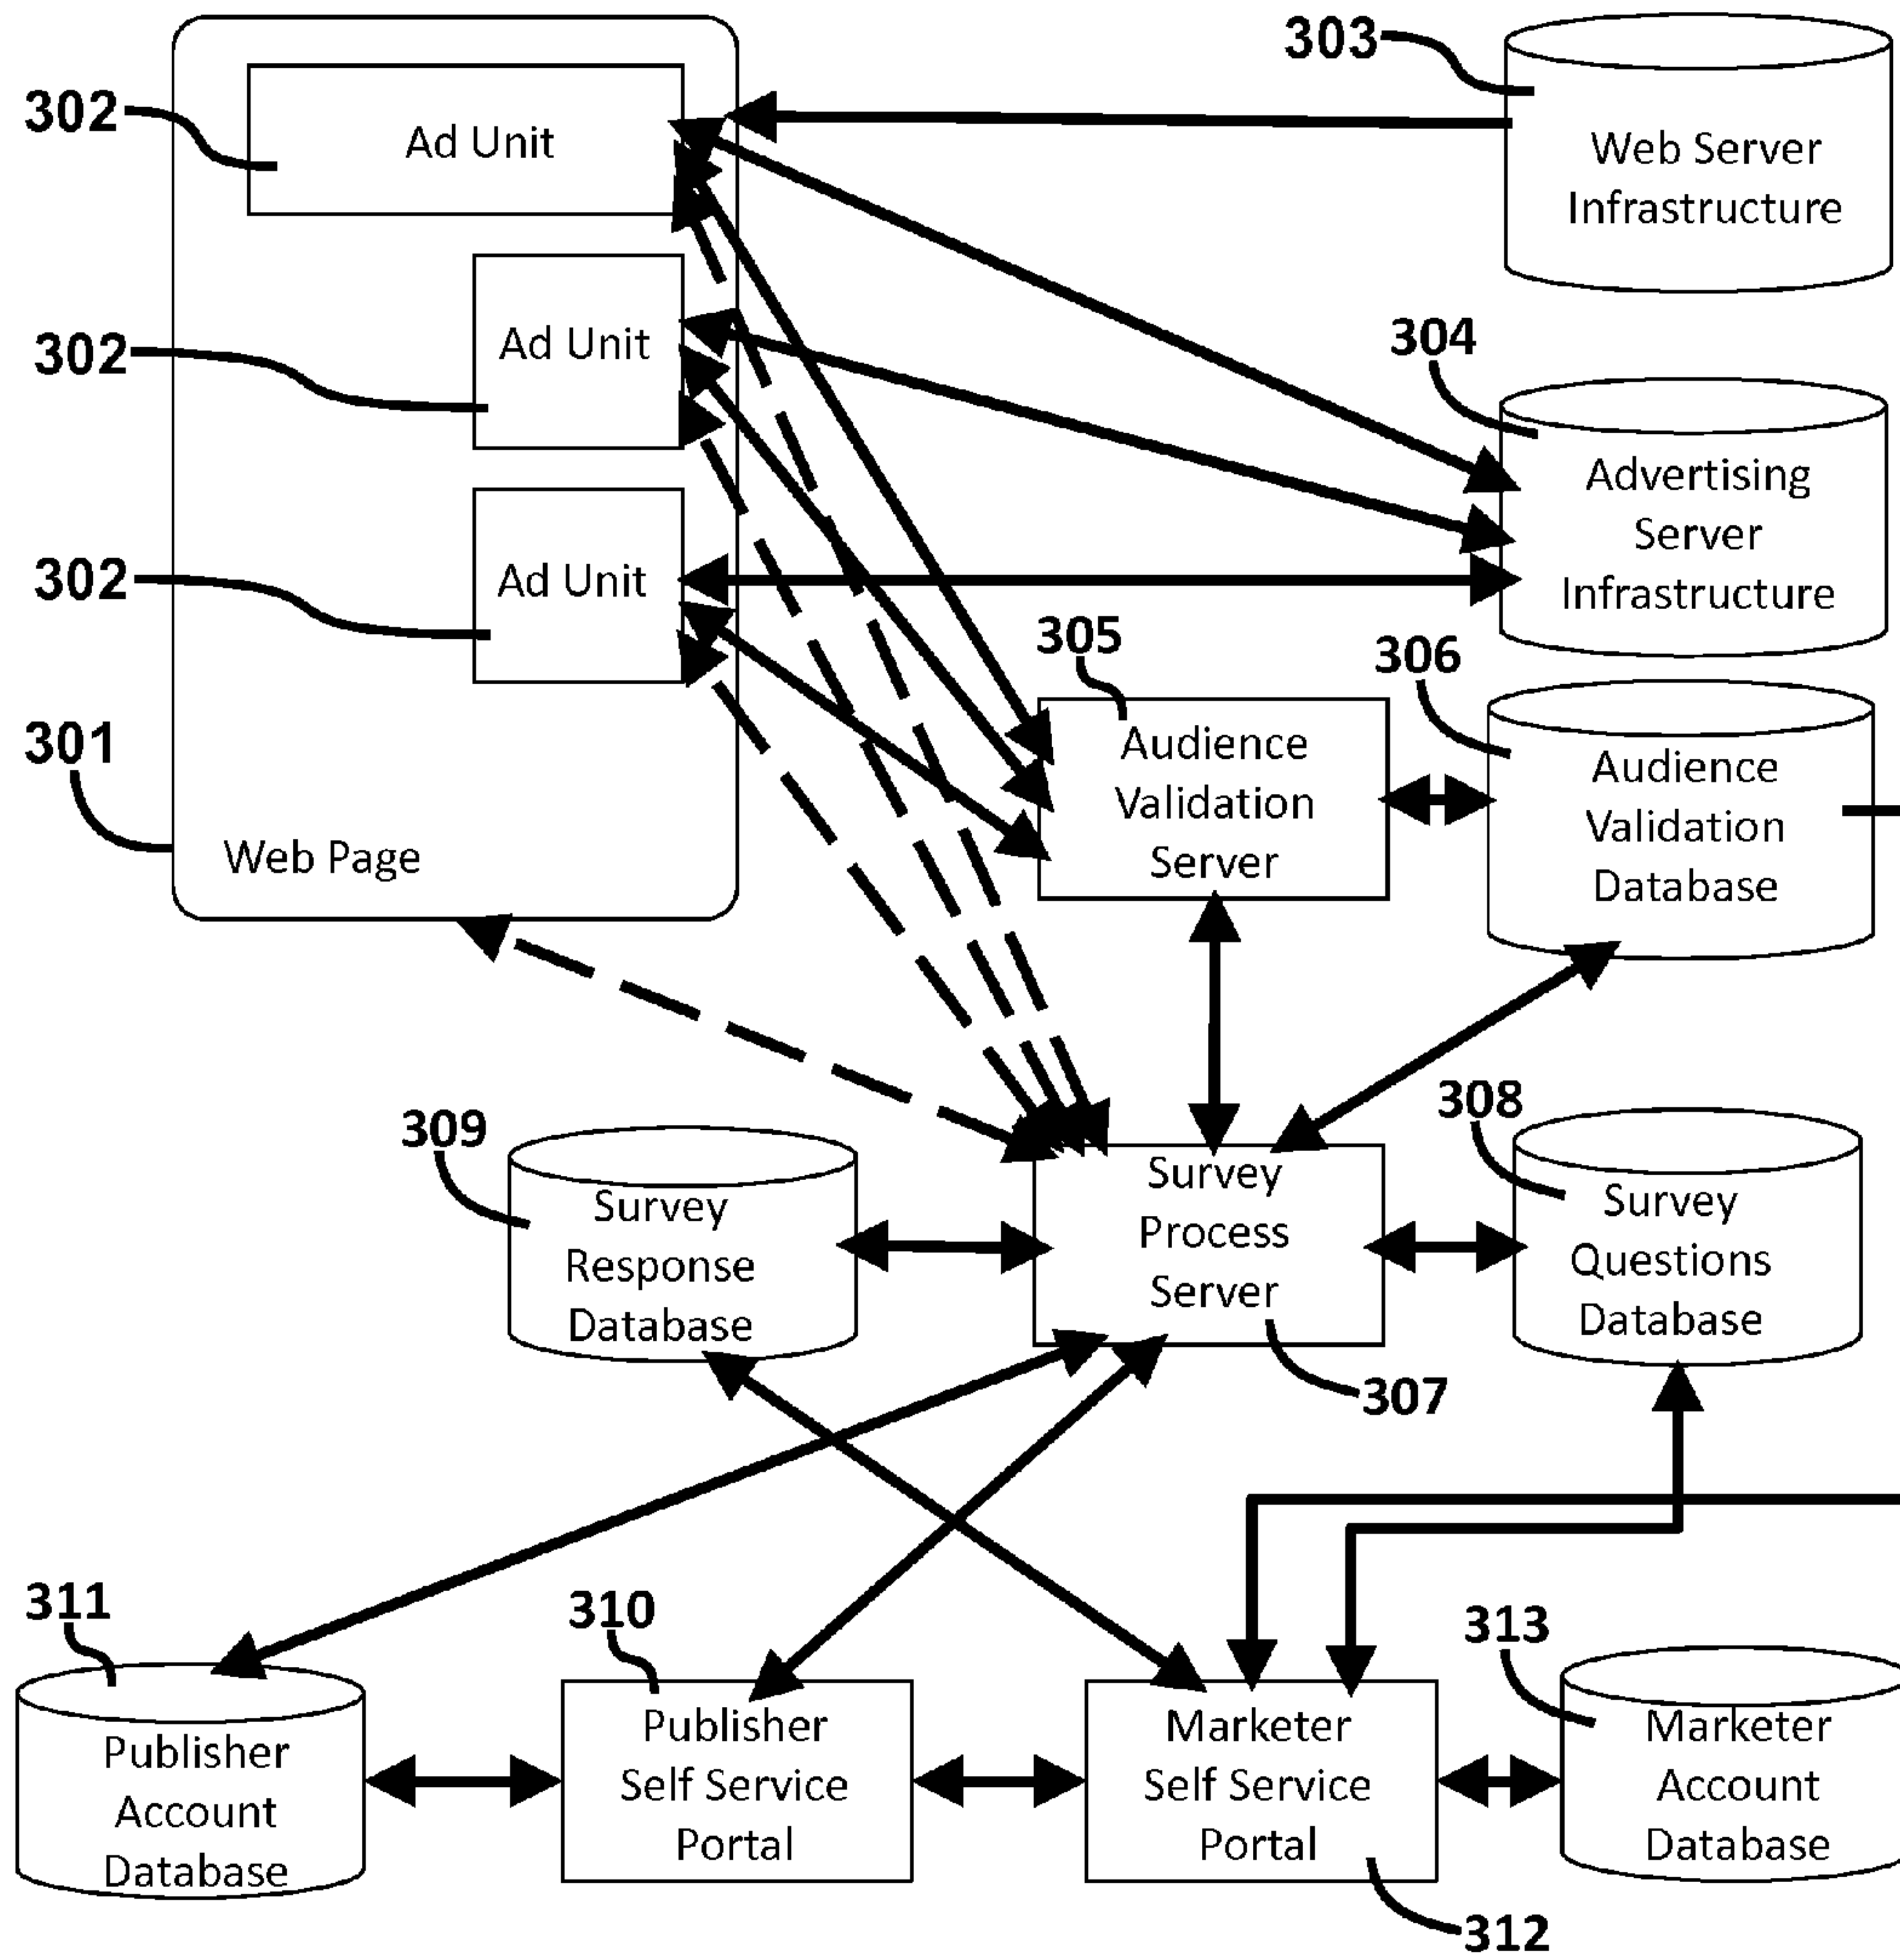 303
302
Ad Unit
Web Server
Infrastructure
302
Ad Unit
304
Advertising
Server
Infrastructure
302
Ad Unit
305
306
Audience
Validation
Server
Audience
Validation
Database
301
Web Page
309
308
Survey
Response
Database
Survey
Process
Server
Survey
Questions
Database
307
311
310
313
Publisher
Account
Database
Publisher
Self Service
Portal
Marketer
Self Service
Portal
Marketer
Account
Database
312